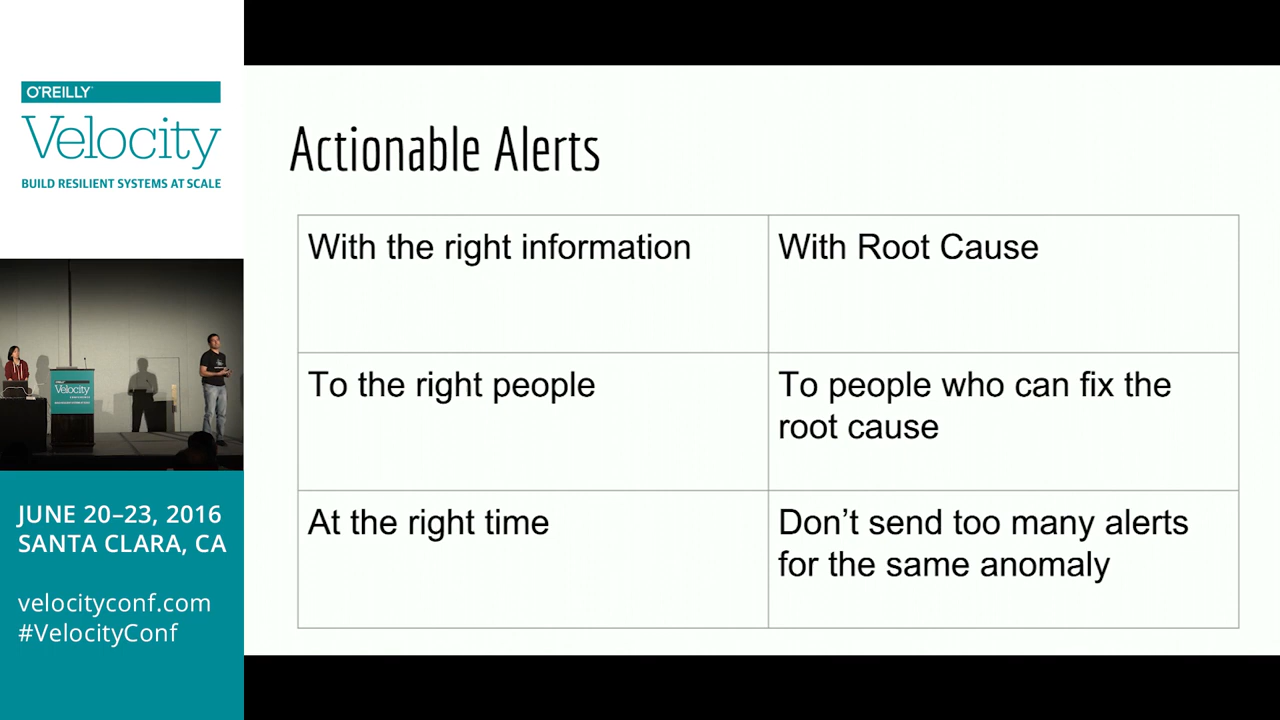 O'REILLY
Velocity
BUILD RESILIENT SYSTEMS AT SCALE
Velocity
JUNE 20–23, 2016
SANTA CLARA, CA
velocityconf.com
#VelocityConf
Actionable Alerts
With the right information
With Root Cause
To the right people
To people who can fix the
root cause
At the right time
Don’t send too many alerts
for the same anomaly